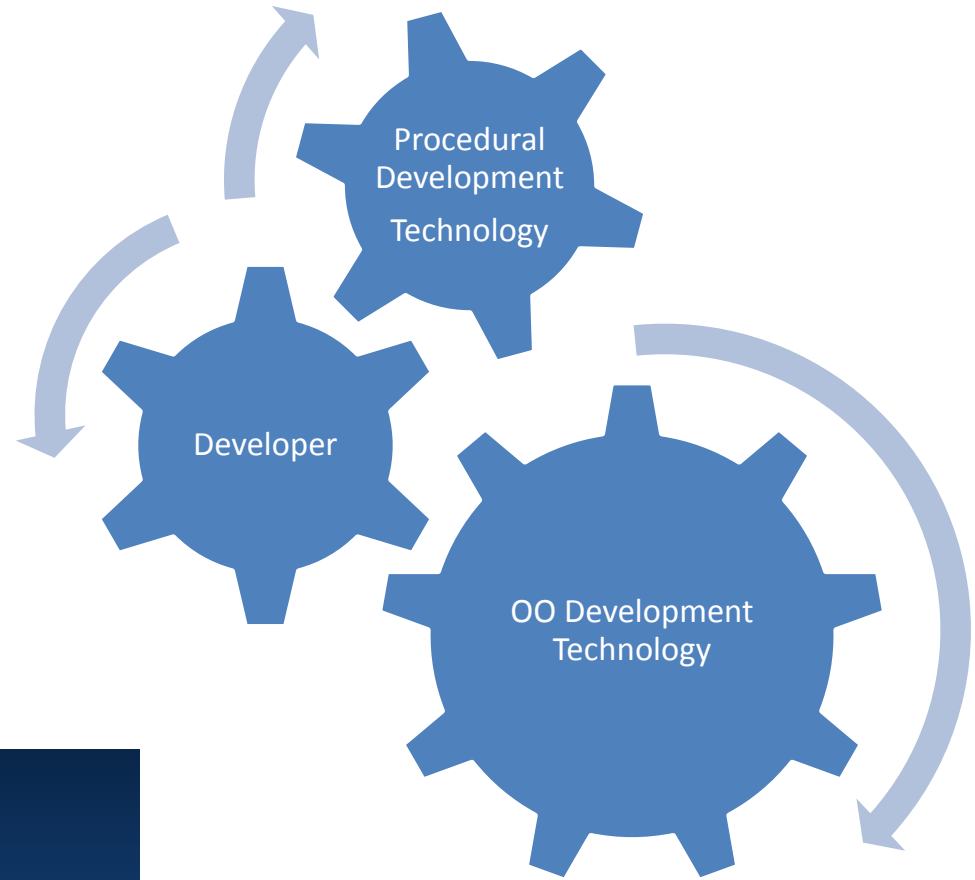 Procedural
Development
Technology
Developer
OO Development
Technology